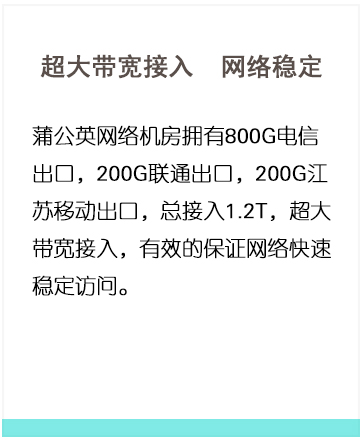 超大带宽接入 网络稳定
蒲公英网络机房拥有800G电信
出口，200G联通出口，200G江
苏移动出口，总接入1.2T，超大
带宽接入，有效的保证网络快速
稳定访问。